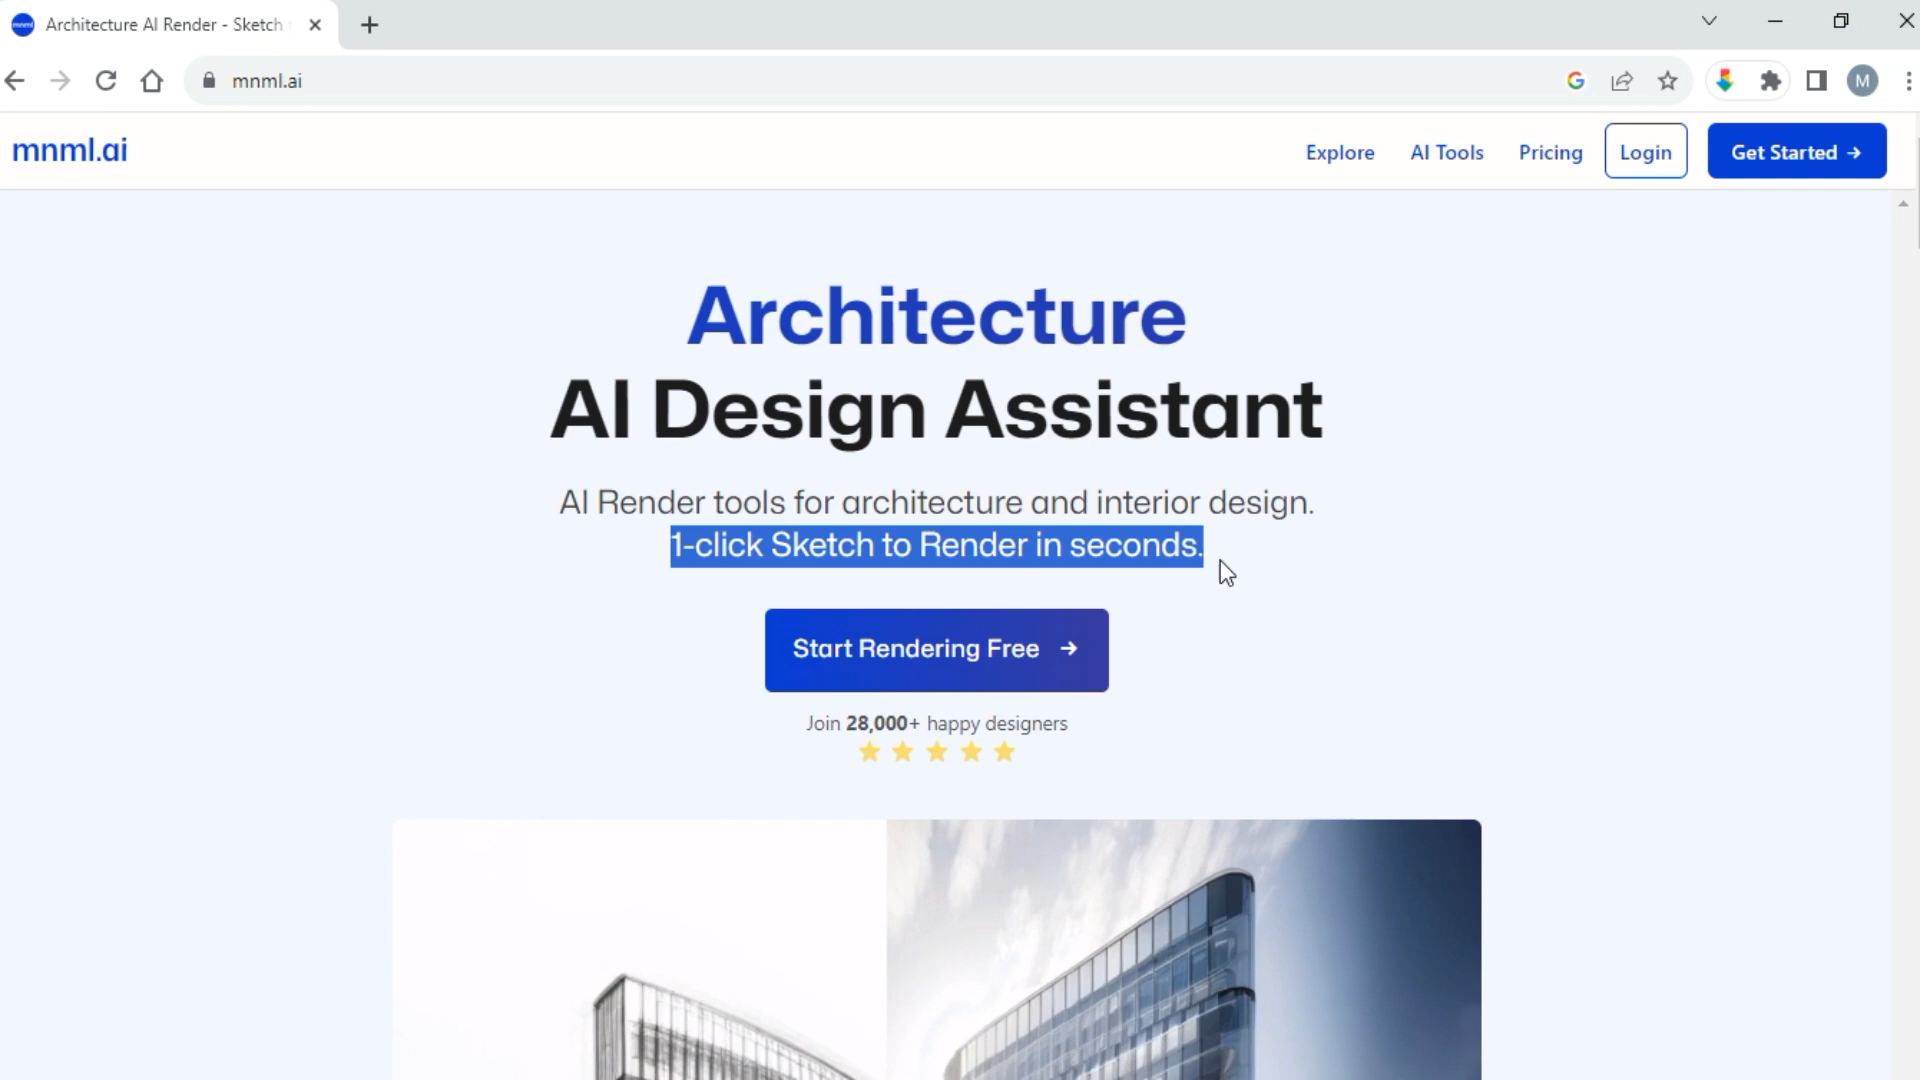 Architecture AI Render - Sketch
mnml.ai
M
mnml.ai
Explore
AI Tools
Pricing
Login
Get Started →
Architecture
AI Design Assistant
AI Render tools for architecture and interior design.
1-click Sketch to Render in seconds.
Start Rendering Free →
Join 28,000+ happy designers